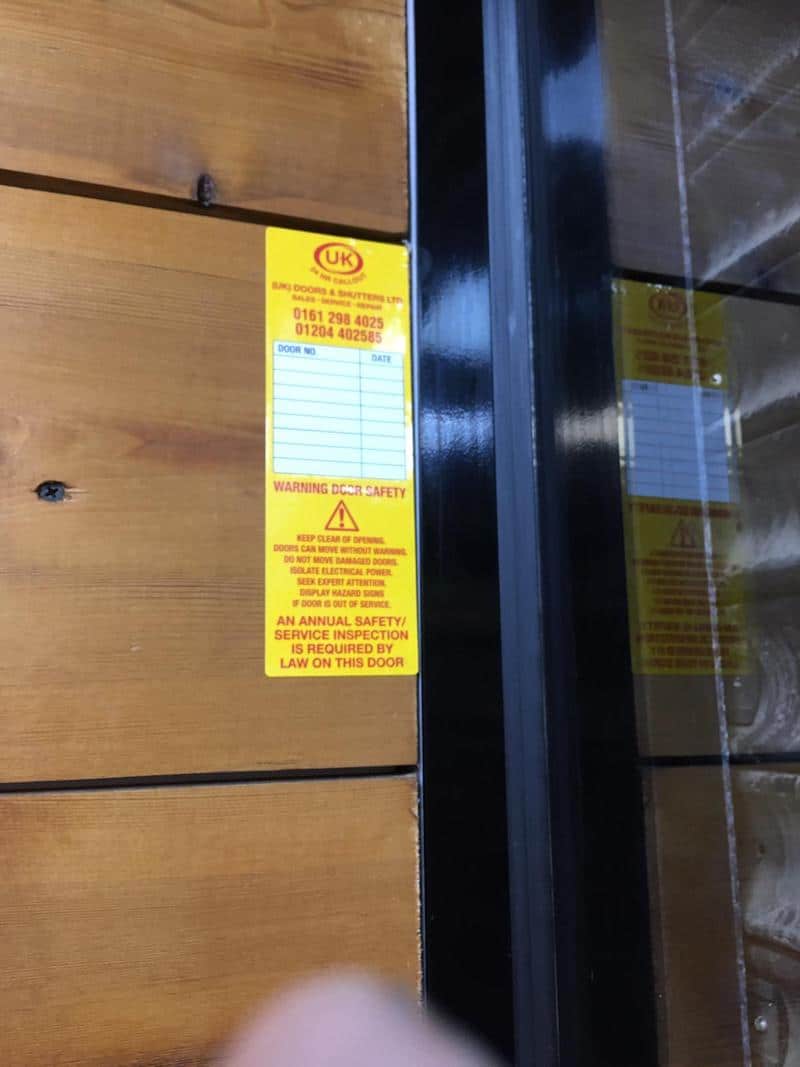 UK
24 HR CALLOUT
(UK) DOORS & SHUTTERS LTD
SALES - SERVICE - REPAIR
0161 298 4025
01204 402585
DOOR NO. DATE
WARNING DOOR SAFETY
KEEP CLEAR OF OPENING.
DOORS CAN MOVE WITHOUT WARNING.
DO NOT MOVE DAMAGED DOORS.
ISOLATE ELECTRICAL POWER.
SEEK EXPERT ATTENTION.
DISPLAY HAZARD SIGNS
IF DOOR IS OUT OF SERVICE.
AN ANNUAL SAFETY/
SERVICE INSPECTION
IS REQUIRED BY
LAW ON THIS DOOR